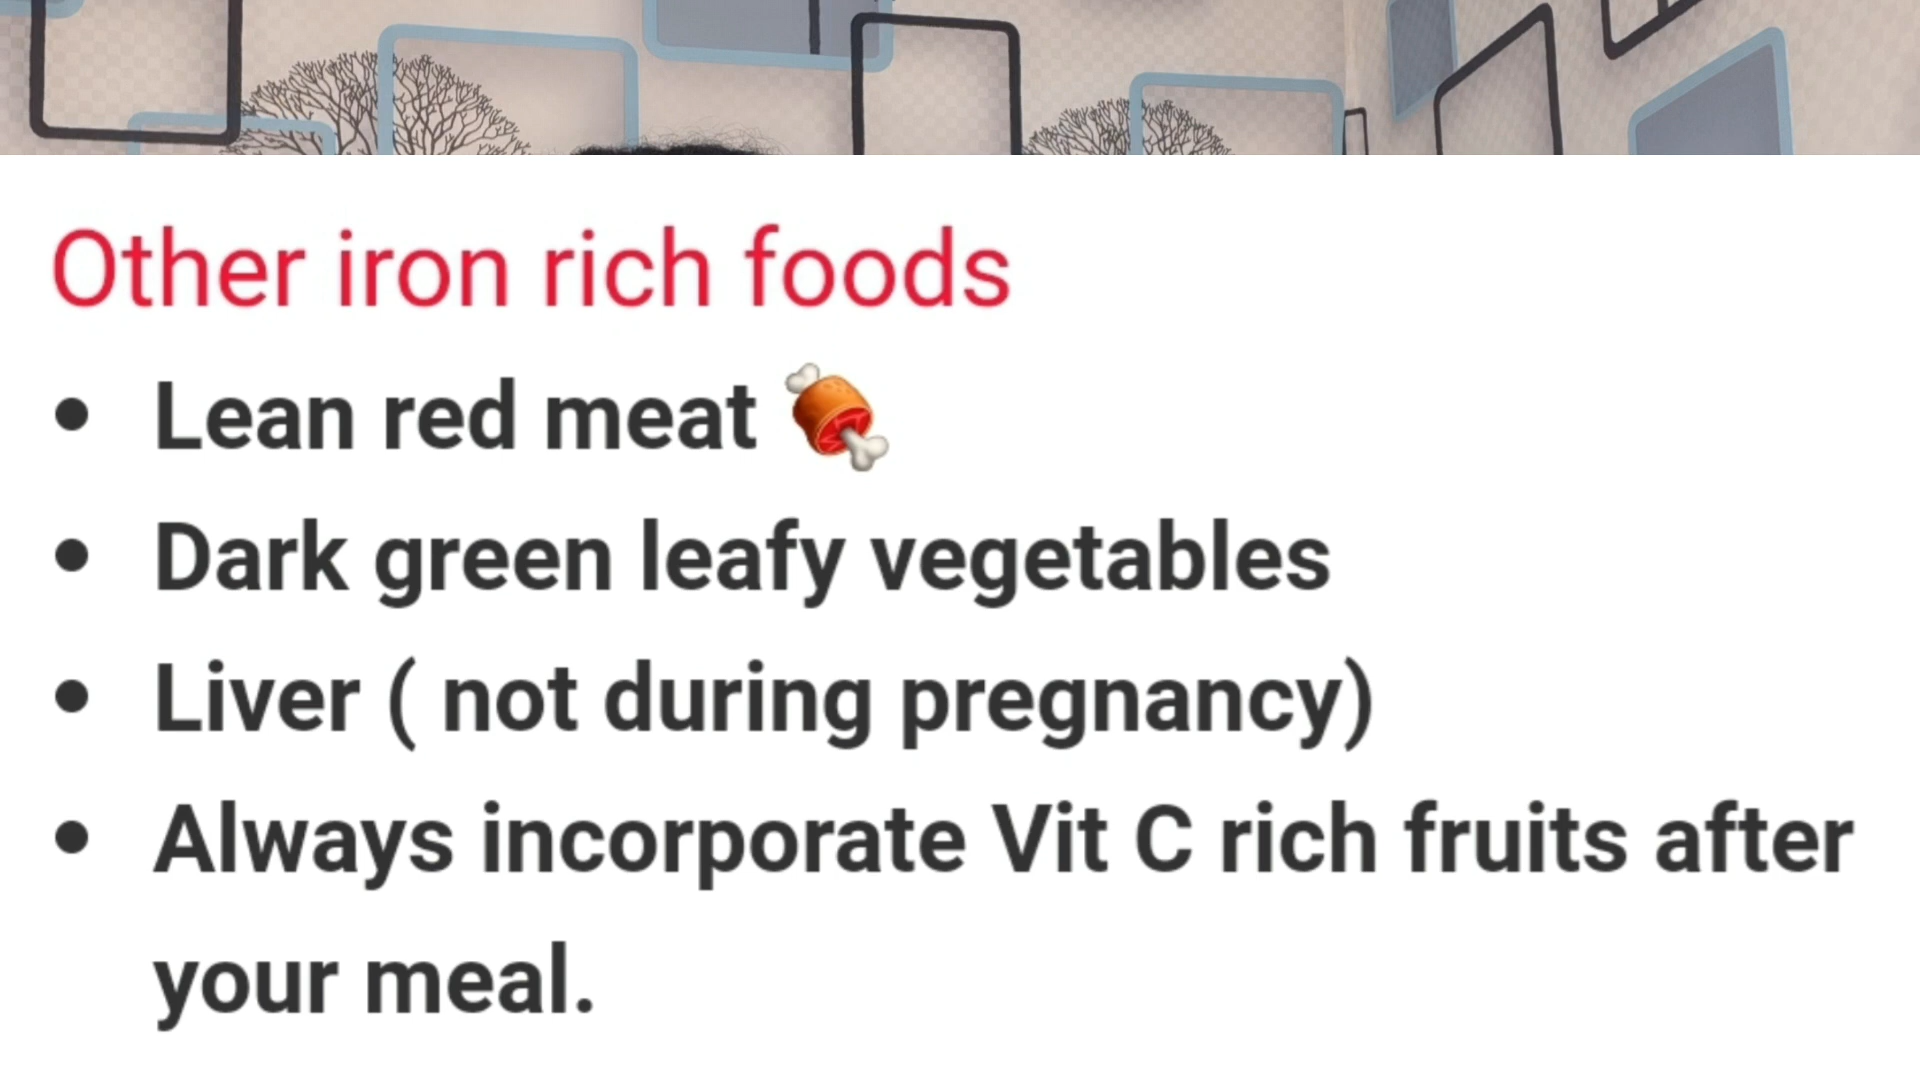 Other iron rich foods
• Lean red meat 🍖
• Dark green leafy vegetables
• Liver ( not during pregnancy)
• Always incorporate Vit C rich fruits after
your meal.